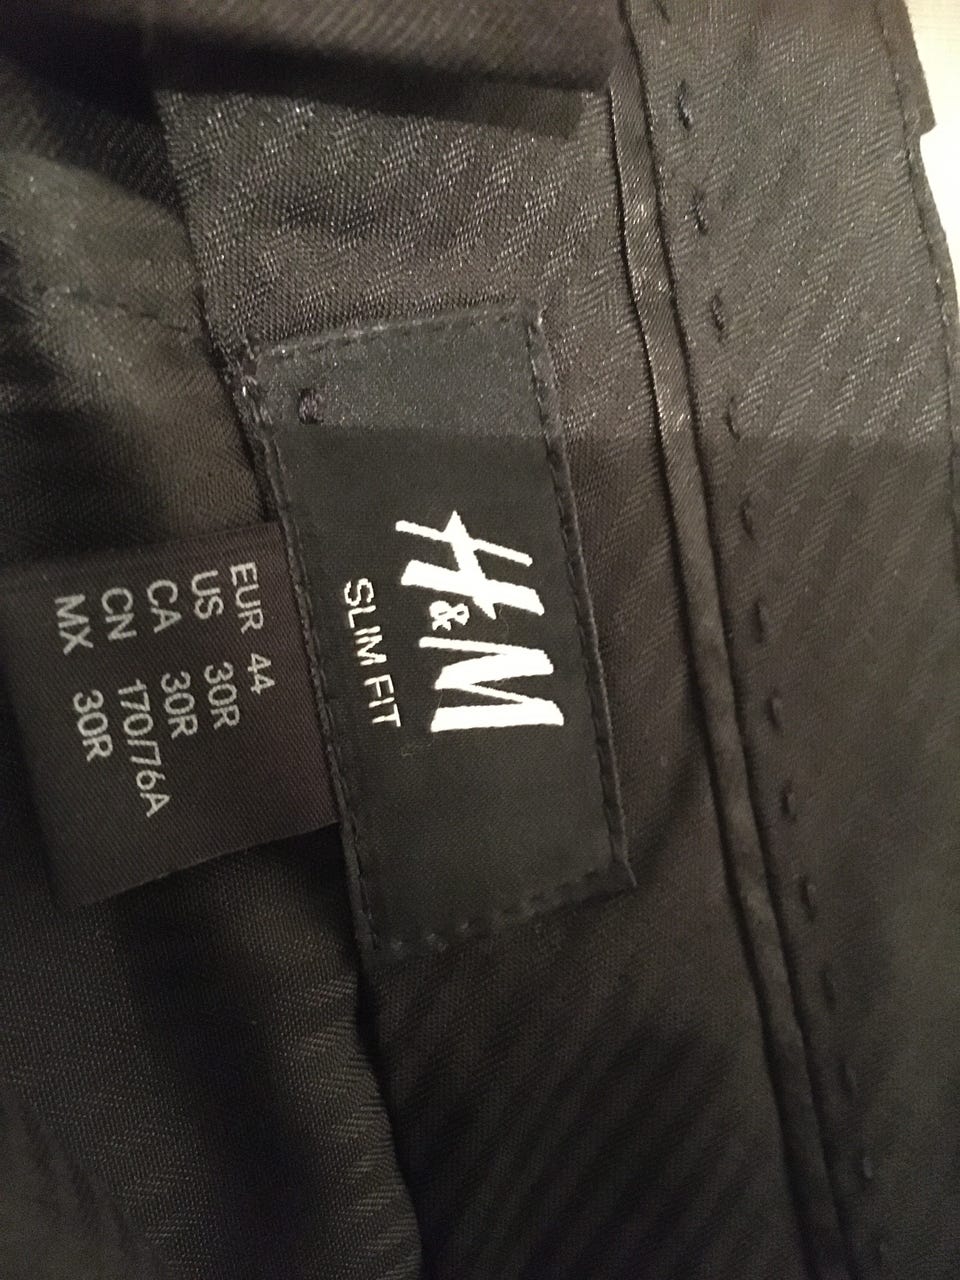 H&M
SLIM FIT
EUR 44
US 30R
CA 30R
CN 170/76A
MX 30R